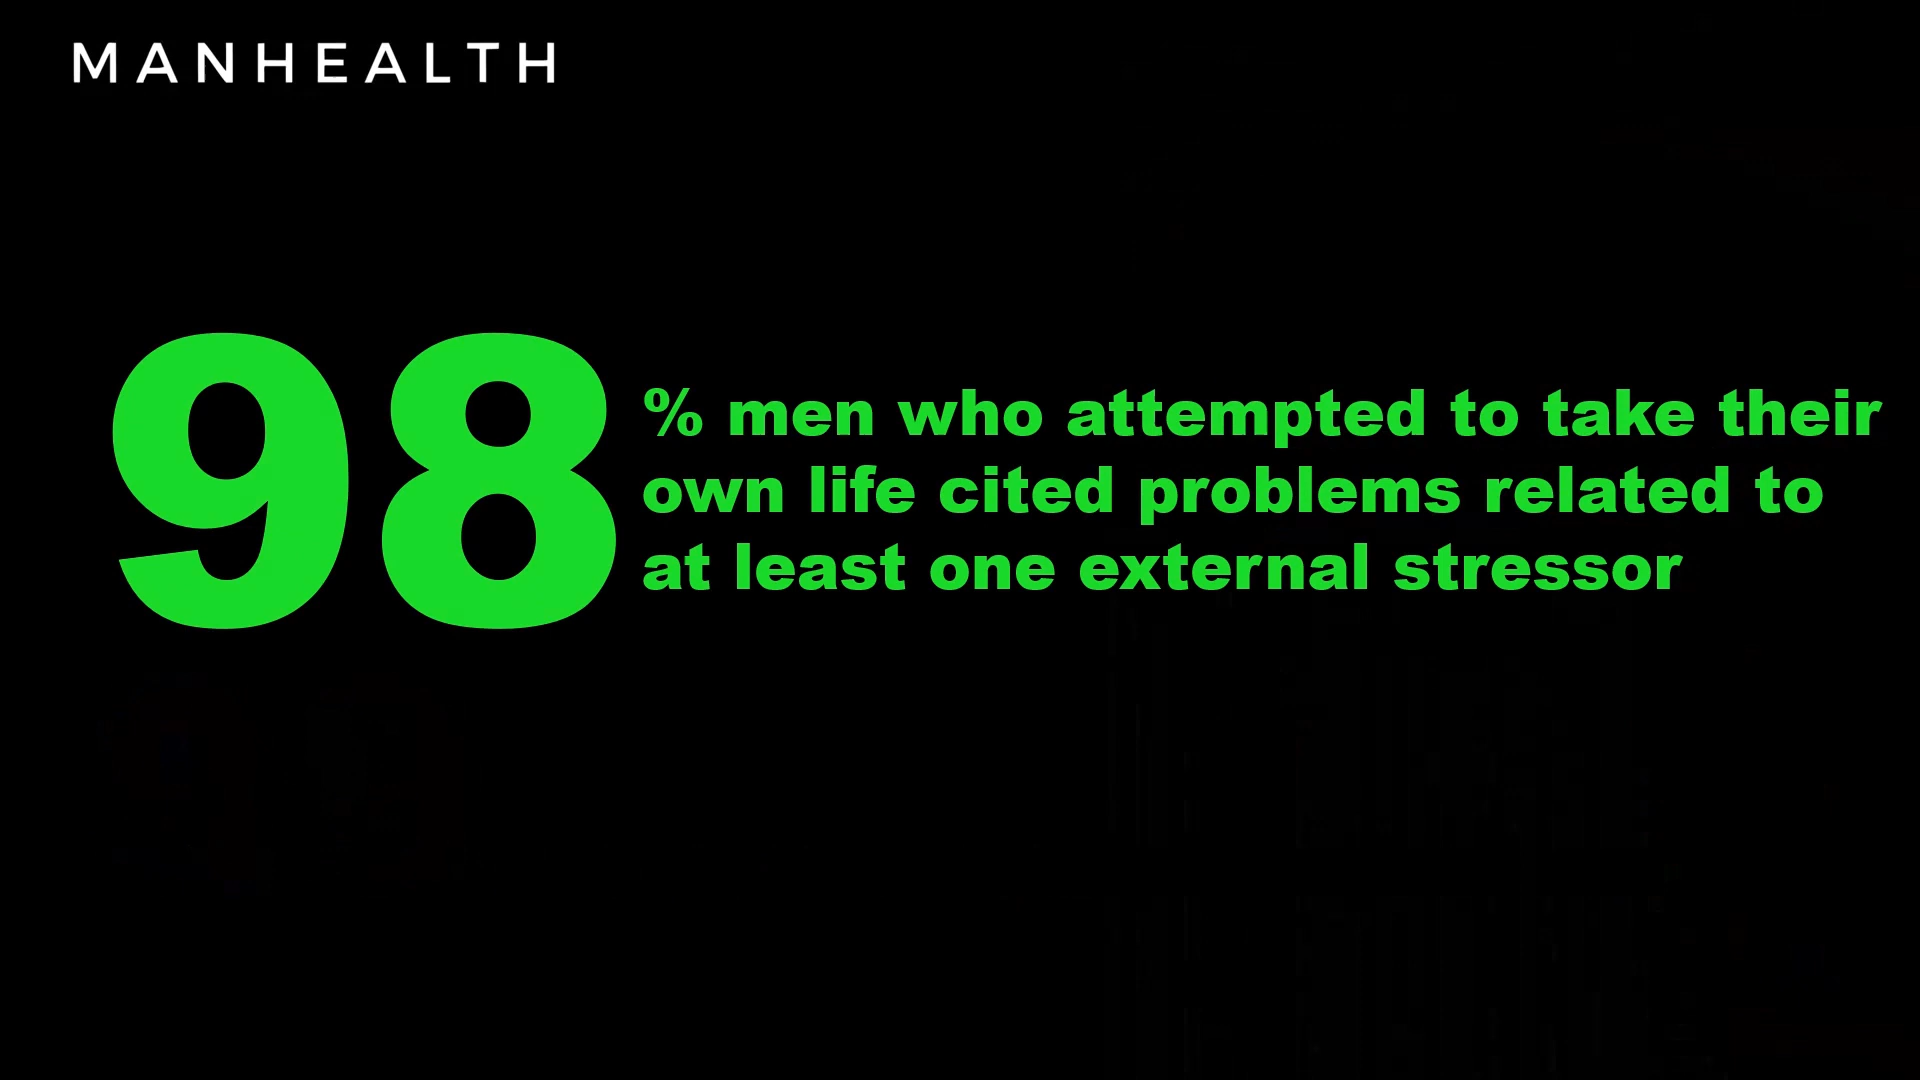 MANHEALTH
98
% men who attempted to take their
own life cited problems related to
at least one external stressor